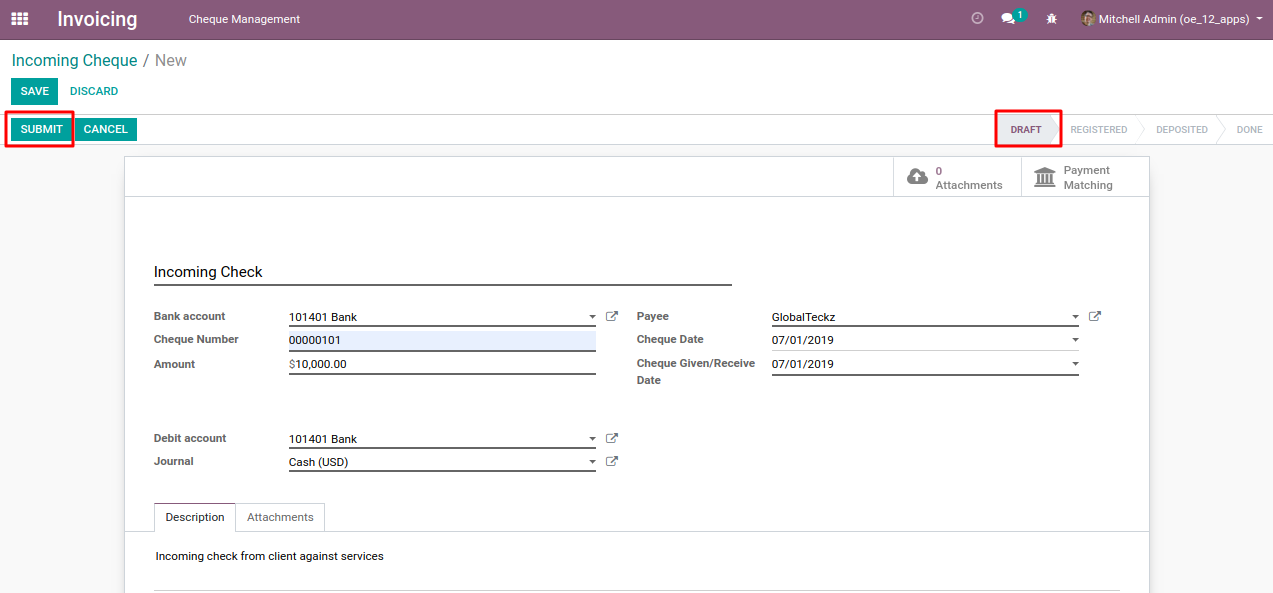 Invoicing Cheque Management 1 Mitchell Admin (oe_12_apps)
Incoming Cheque / New
SAVE DISCARD
SUBMIT CANCEL DRAFT REGISTERED DEPOSITED DONE
0
Attachments
Payment
Matching
Incoming Check
Bank account 101401 Bank Payee GlobalTeckz
Cheque Number 00000101 Cheque Date 07/01/2019
Amount $10,000.00 Cheque Given/Receive 07/01/2019
Date
Debit account 101401 Bank
Journal Cash (USD)
Description Attachments
Incoming check from client against services